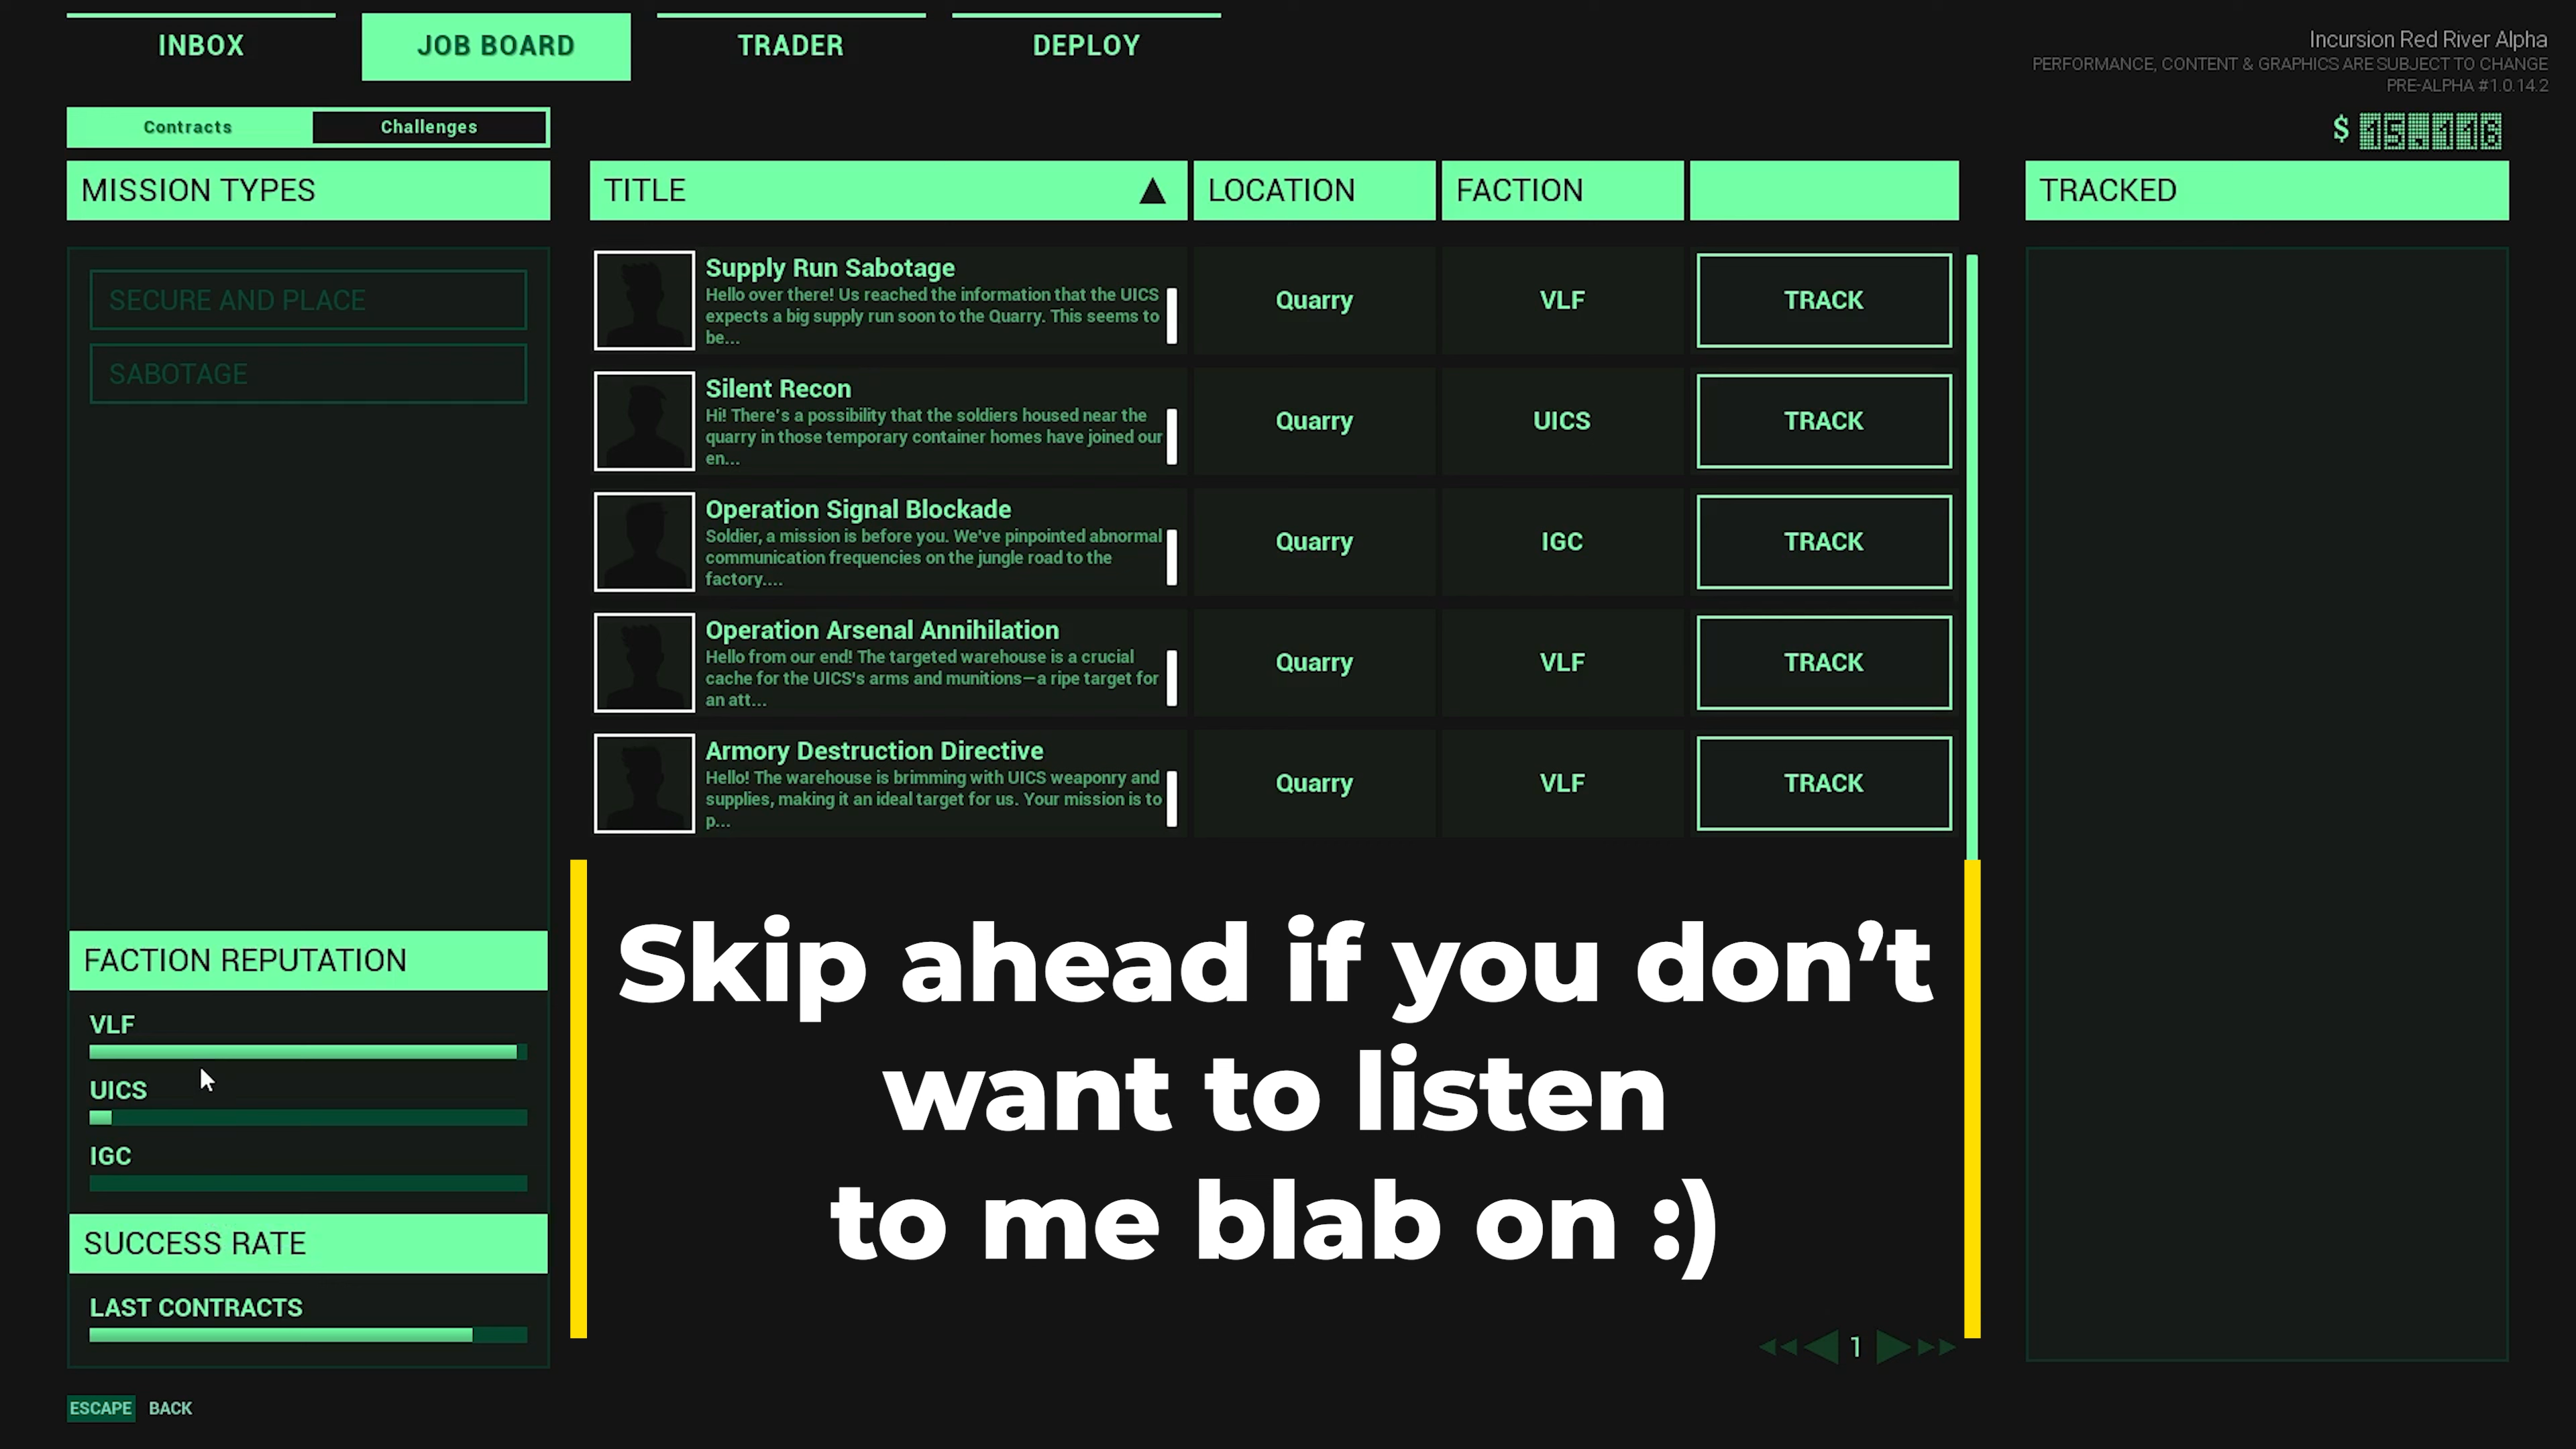 INBOX
JOB BOARD
TRADER
DEPLOY
Incursion Red River Alpha
PERFORMANCE, CONTENT & GRAPHICS ARE SUBJECT TO CHANGE
PRE-ALPHA #1.0.14.2
Contracts
Challenges
$ 15.116
MISSION TYPES
TITLE
LOCATION
FACTION
TRACKED
SECURE AND PLACE
SABOTAGE
Supply Run Sabotage
Hello over there! Us reached the information that the UICS
expects a big supply run soon to the Quarry. This seems to
be...
Quarry
VLF
TRACK
Silent Recon
Hi! There's a possibility that the soldiers housed near the
quarry in those temporary container homes have joined our
en...
Quarry
UICS
TRACK
Operation Signal Blockade
Soldier, a mission is before you. We've pinpointed abnormal
communication frequencies on the jungle road to the
factory....
Quarry
IGC
TRACK
Operation Arsenal Annihilation
Hello from our end! The targeted warehouse is a crucial
cache for the UICS's arms and munitions—a ripe target for
an att...
Quarry
VLF
TRACK
Armory Destruction Directive
Hello! The warehouse is brimming with UICS weaponry and
supplies, making it an ideal target for us. Your mission is to
p...
Quarry
VLF
TRACK
Skip ahead if you don’t
want to listen
to me blab on :)
FACTION REPUTATION
VLF
UICS
IGC
SUCCESS RATE
LAST CONTRACTS
1
ESCAPE BACK